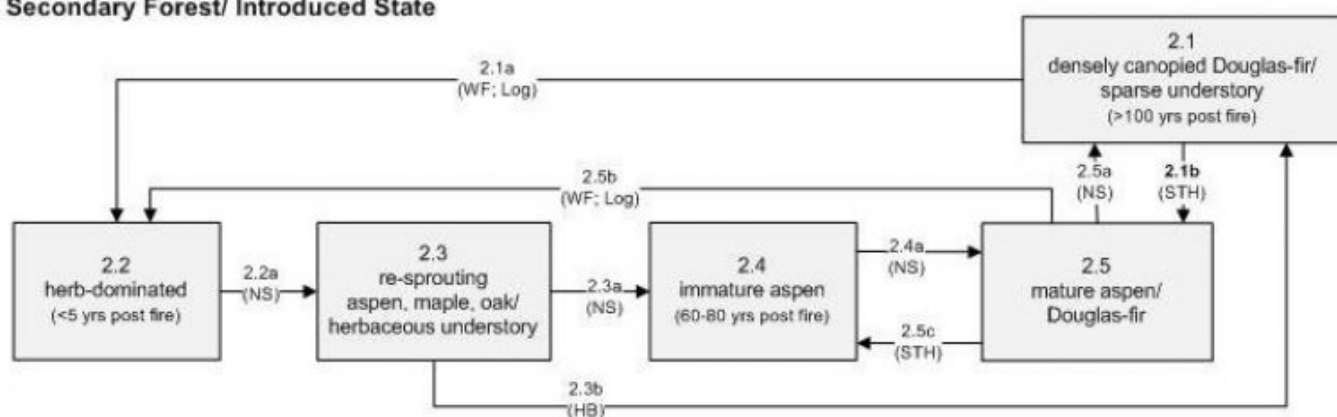 Secondary Forest/ Introduced State
2.1
densely canopied Douglas-fir/
sparse understory
(>100 yrs post fire)
2.1a
(WF; Log)
2.5b
(WF; Log)
2.5a
(NS)
2.1b
(STH)
2.2
herb-dominated
(<5 yrs post fire)
2.2a
(NS)
2.3
re-sprouting
aspen, maple, oak/
herbaceous understory
2.3a
(NS)
2.4
immature aspen
(60-80 yrs post fire)
2.4a
(NS)
2.5c
(STH)
2.5
mature aspen/
Douglas-fir
2.3b
(HB)